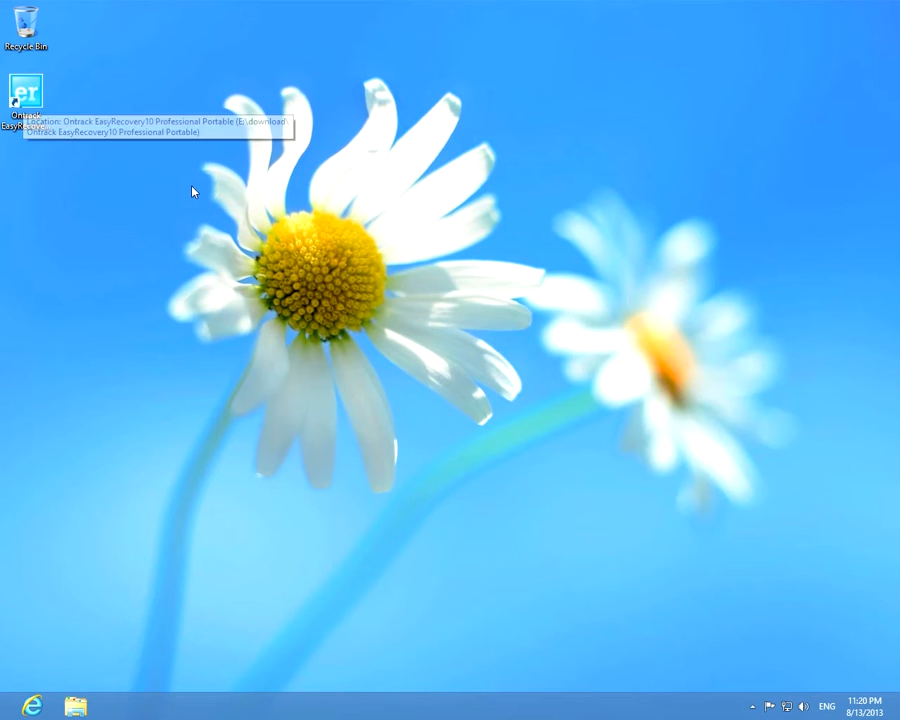 Recycle Bin
er
Ontrack
EasyRecove...
Location: Ontrack EasyRecovery10 Professional Portable (E:\download\
Ontrack EasyRecovery10 Professional Portable)
ENG
11:20 PM
8/13/2013